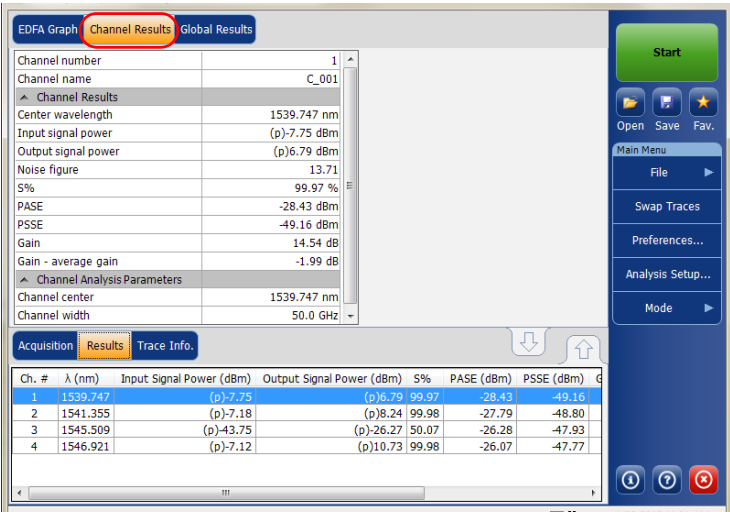 EDFA Graph Channel Results Global Results
Channel number 1
Channel name C_001
Channel Results
Center wavelength 1539.747 nm
Input signal power (p)-7.75 dBm
Output signal power (p)6.79 dBm
Noise figure 13.71
S% 99.97 %
PASE -28.43 dBm
PSSE -49.16 dBm
Gain 14.54 dB
Gain - average gain -1.99 dB
Channel Analysis Parameters
Channel center 1539.747 nm
Channel width 50.0 GHz
Acquisition Results Trace Info.
Ch. # λ (nm) Input Signal Power (dBm) Output Signal Power (dBm) S% PASE (dBm) PSSE (dBm) G
1 1539.747 (p)-7.75 (p)6.79 99.97 -28.43 -49.16
2 1541.355 (p)-7.18 (p)8.24 99.98 -27.79 -48.80
3 1545.509 (p)-43.75 (p)-26.27 50.07 -26.28 -47.93
4 1546.921 (p)-7.12 (p)10.73 99.98 -26.07 -47.77
Start
Open Save Fav.
Main Menu
File
Swap Traces
Preferences...
Analysis Setup...
Mode